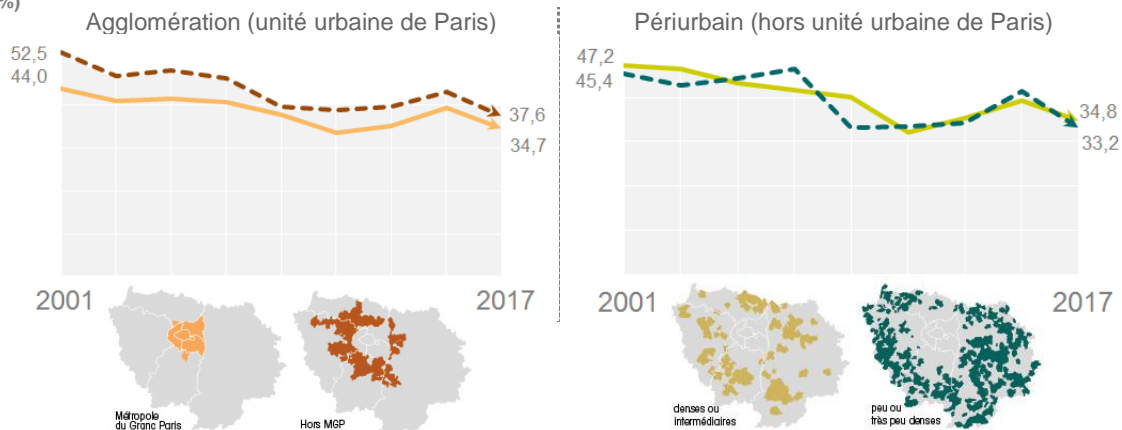 %)
Agglomération (unité urbaine de Paris)
52,5
44,0
37,6
34,7
2001
2017
Métropole
du Granc Paris
Hors MGP
Périurbain (hors unité urbaine de Paris)
47,2
45,4
34,8
33,2
2001
2017
denses ou
intermédiaires
peu ou
très peu denses